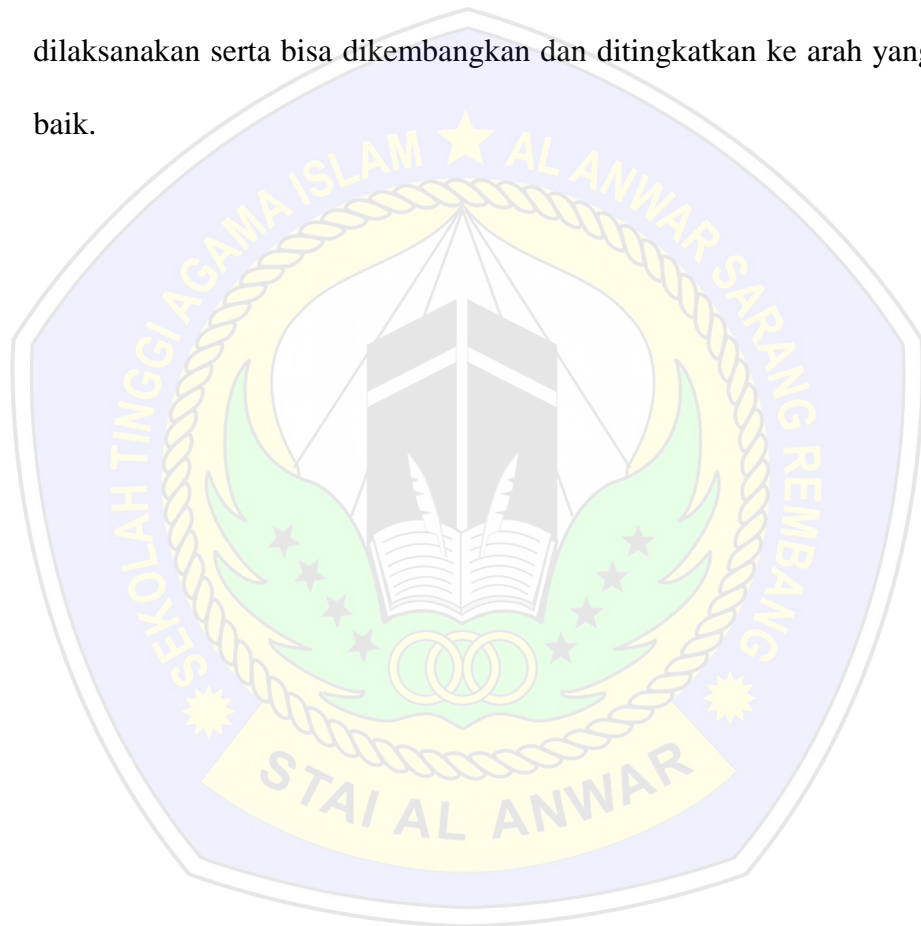 dilaksanakan serta bisa dikembangkan dan ditingkatkan ke arah yang
baik.
SEKOLAH TINGGI AGAMA ISLAM ★ AL ANWAR SARANG REMBANG
STAI AL ANWAR